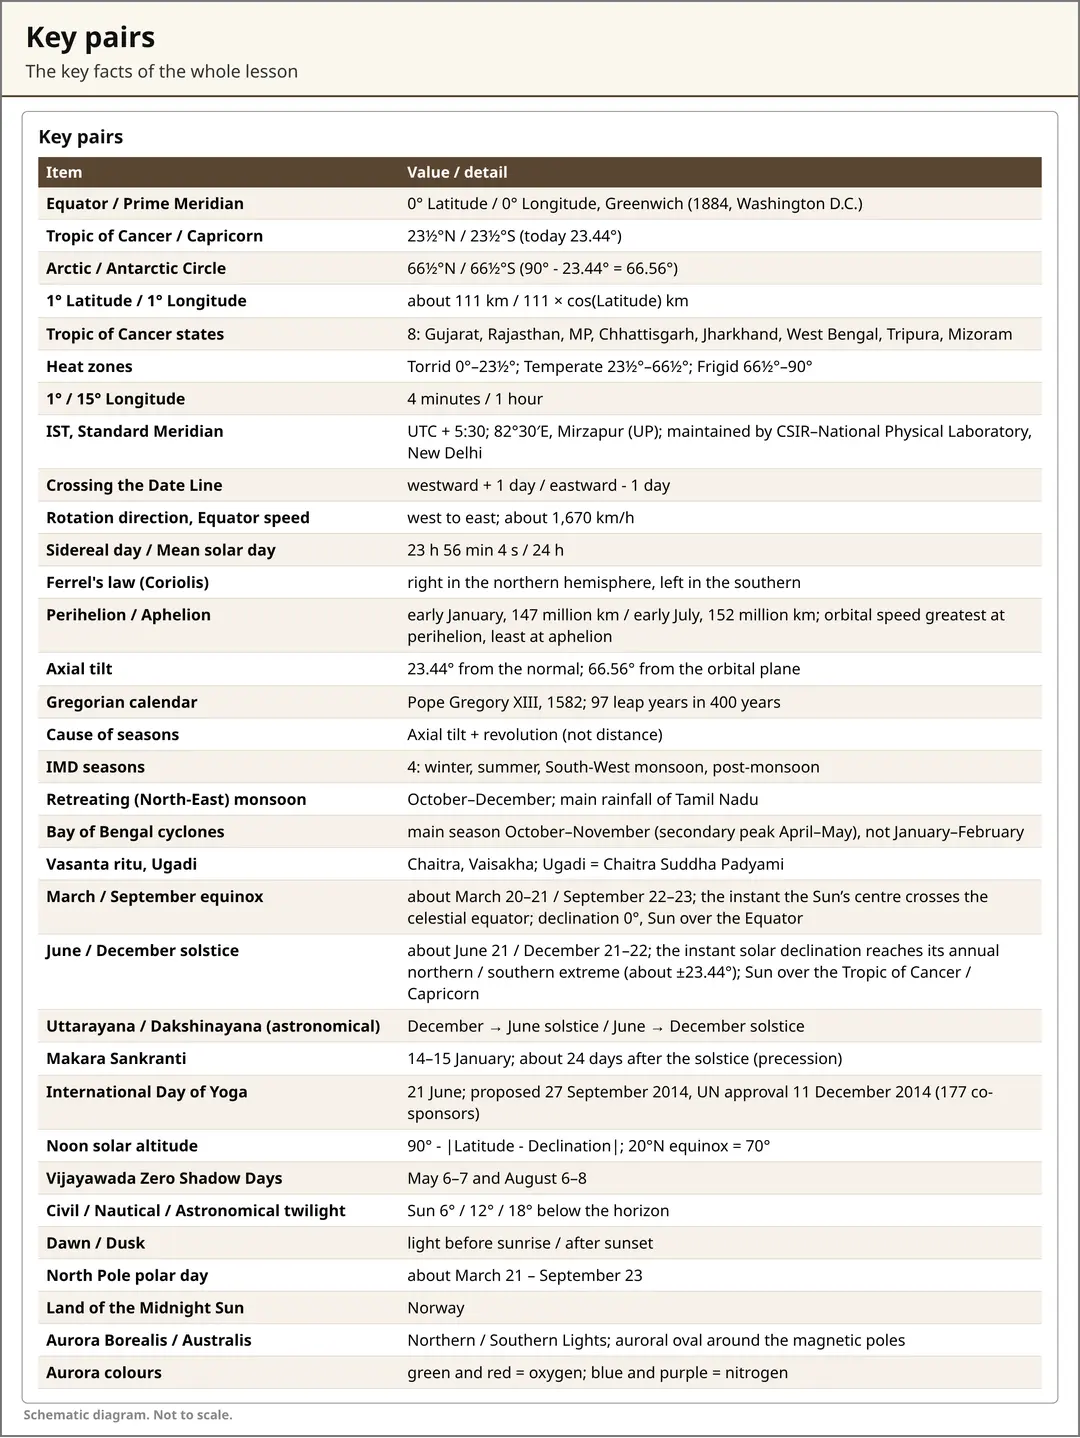 Key pairs
The key facts of the whole lesson
Key pairs
Item Value / detail
Equator / Prime Meridian 0° Latitude / 0° Longitude, Greenwich (1884, Washington D.C.)
Tropic of Cancer / Capricorn 23½°N / 23½°S (today 23.44°)
Arctic / Antarctic Circle 66½°N / 66½°S (90° - 23.44° = 66.56°)
1° Latitude / 1° Longitude about 111 km / 111 × cos(Latitude) km
Tropic of Cancer states 8: Gujarat, Rajasthan, MP, Chhattisgarh, Jharkhand, West Bengal, Tripura, Mizoram
Heat zones Torrid 0°–23½°; Temperate 23½°–66½°; Frigid 66½°–90°
1° / 15° Longitude 4 minutes / 1 hour
IST, Standard Meridian UTC + 5:30; 82°30′E, Mirzapur (UP); maintained by CSIR–National Physical Laboratory,
New Delhi
Crossing the Date Line westward + 1 day / eastward - 1 day
Rotation direction, Equator speed west to east; about 1,670 km/h
Sidereal day / Mean solar day 23 h 56 min 4 s / 24 h
Ferrel's law (Coriolis) right in the northern hemisphere, left in the southern
Perihelion / Aphelion early January, 147 million km / early July, 152 million km; orbital speed greatest at
perihelion, least at aphelion
Axial tilt 23.44° from the normal; 66.56° from the orbital plane
Gregorian calendar Pope Gregory XIII, 1582; 97 leap years in 400 years
Cause of seasons Axial tilt + revolution (not distance)
IMD seasons 4: winter, summer, South-West monsoon, post-monsoon
Retreating (North-East) monsoon October–December; main rainfall of Tamil Nadu
Bay of Bengal cyclones main season October–November (secondary peak April–May), not January–February
Vasanta ritu, Ugadi Chaitra, Vaisakha; Ugadi = Chaitra Suddha Padyami
March / September equinox about March 20–21 / September 22–23; the instant the Sun’s centre crosses the
celestial equator; declination 0°, Sun over the Equator
June / December solstice about June 21 / December 21–22; the instant solar declination reaches its annual
northern / southern extreme (about ±23.44°); Sun over the Tropic of Cancer /
Capricorn
Uttarayana / Dakshinayana (astronomical) December → June solstice / June → December solstice
Makara Sankranti 14–15 January; about 24 days after the solstice (precession)
International Day of Yoga 21 June; proposed 27 September 2014, UN approval 11 December 2014 (177 co-
sponsors)
Noon solar altitude 90° - |Latitude - Declination|; 20°N equinox = 70°
Vijayawada Zero Shadow Days May 6–7 and August 6–8
Civil / Nautical / Astronomical twilight Sun 6° / 12° / 18° below the horizon
Dawn / Dusk light before sunrise / after sunset
North Pole polar day about March 21 – September 23
Land of the Midnight Sun Norway
Aurora Borealis / Australis Northern / Southern Lights; auroral oval around the magnetic poles
Aurora colours green and red = oxygen; blue and purple = nitrogen
Schematic diagram. Not to scale.